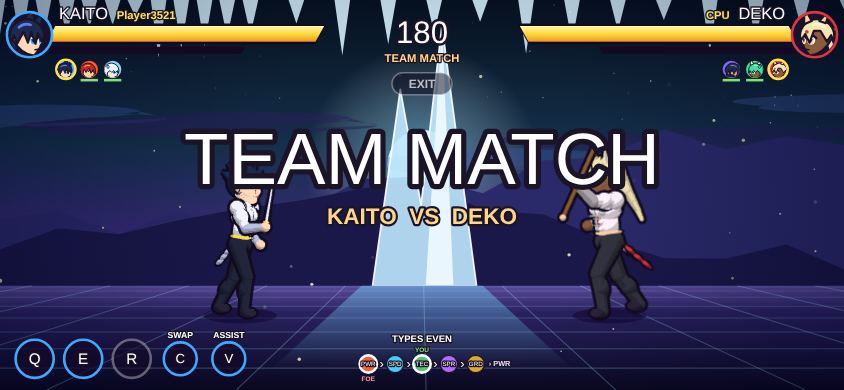 KAITO Player3521
180
CPU DEKO
TEAM MATCH
EXIT
TEAM MATCH
KAITO VS DEKO
SWAP ASSIST
Q E R C V
TYPES EVEN
YOU
PWR › SPD › TEC › SPR › GRD › PWR
FOE